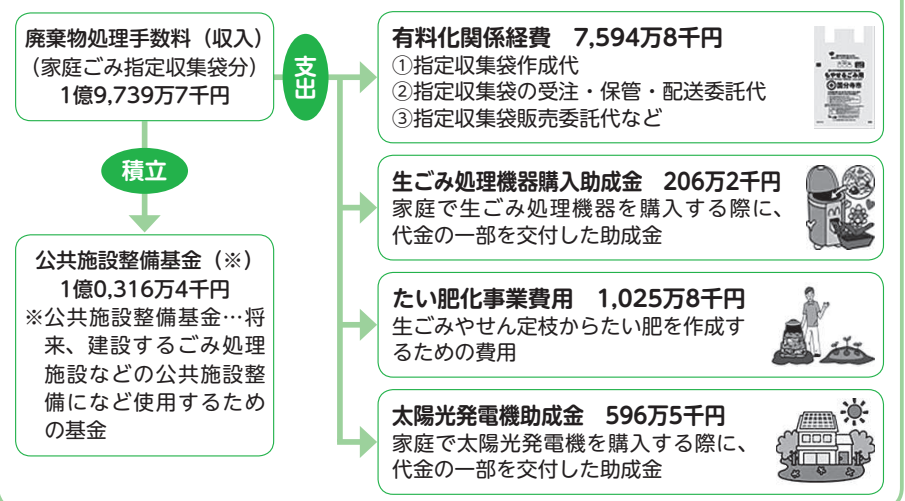 廃棄物処理手数料（収入）
（家庭ごみ指定収集袋分）
1億9,739万7千円
支出
積立
公共施設整備基金（※）
1億0,316万4千円
※公共施設整備基金…将
来、建設するごみ処理
施設などの公共施設整
備になど使用するため
の基金
有料化関係経費　7,594万8千円
①指定収集袋作成代
②指定収集袋の受注・保管・配送委託代
③指定収集袋販売委託代など
もやせるごみ用
国分寺市
生ごみ処理機器購入助成金　206万2千円
家庭で生ごみ処理機器を購入する際に、
代金の一部を交付した助成金
たい肥化事業費用　1,025万8千円
生ごみやせん定枝からたい肥を作成す
るための費用
太陽光発電機助成金　596万5千円
家庭で太陽光発電機を購入する際に、
代金の一部を交付した助成金